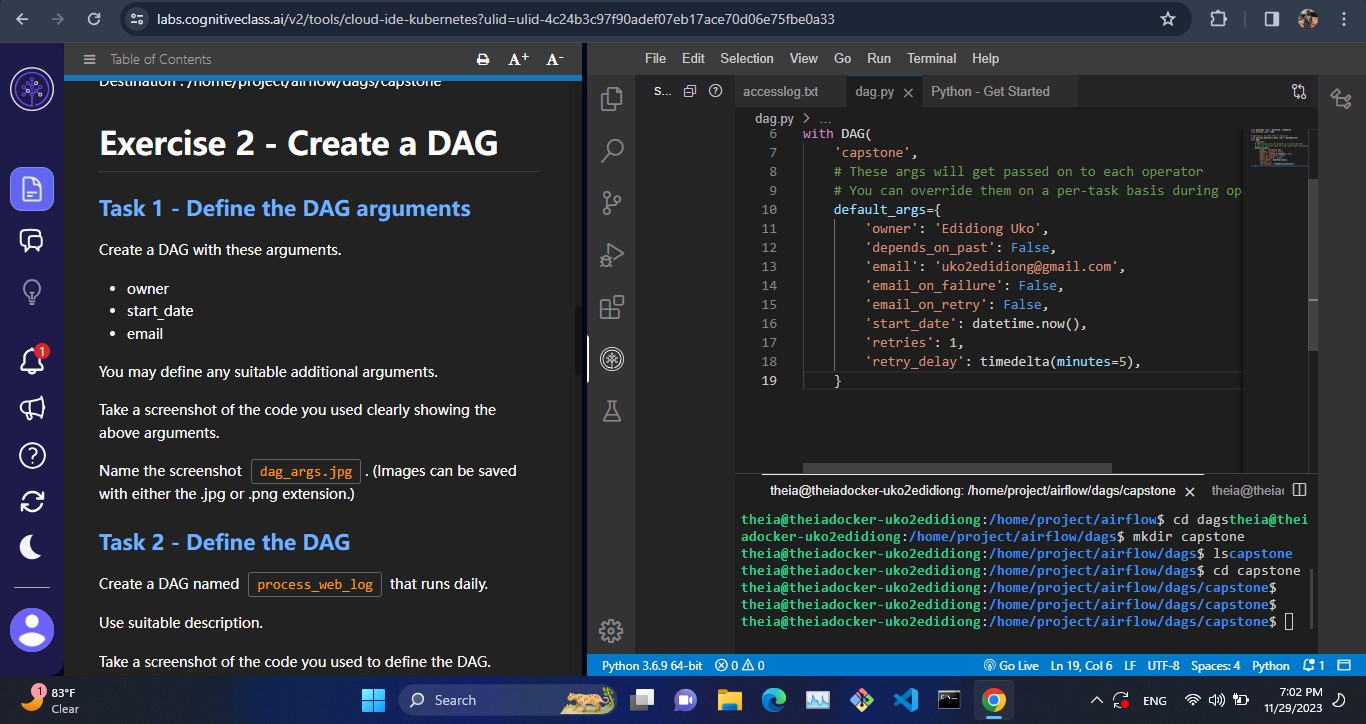 labs.cognitiveclass.ai/v2/tools/cloud-ide-kubernetes?ulid=ulid-4c24b3c97f90adef07eb17ace70d06e75fbe0a33
Table of Contents
A+
A-
Destination : /home/project/airflow/dags/capstone
Exercise 2 - Create a DAG
Task 1 - Define the DAG arguments
Create a DAG with these arguments.
• owner
• start_date
• email
You may define any suitable additional arguments.
Take a screenshot of the code you used clearly showing the
above arguments.
Name the screenshot dag_args.jpg . (Images can be saved
with either the .jpg or .png extension.)
Task 2 - Define the DAG
Create a DAG named process_web_log that runs daily.
Use suitable description.
Take a screenshot of the code you used to define the DAG.
1
File Edit Selection View Go Run Terminal Help
S...
accesslog.txt
dag.py
Python - Get Started
dag.py > ...
6 with DAG(
7 'capstone',
8 # These args will get passed on to each operator
9 # You can override them on a per-task basis during op
10 default_args={
11 'owner': 'Edidiong Uko',
12 'depends_on_past': False,
13 'email': 'uko2edidiong@gmail.com',
14 'email_on_failure': False,
15 'email_on_retry': False,
16 'start_date': datetime.now(),
17 'retries': 1,
18 'retry_delay': timedelta(minutes=5),
19 }
theia@theiadocker-uko2edidiong: /home/project/airflow/dags/capstone
theia@theiac
theia@theiadocker-uko2edidiong:/home/project/airflow$ cd dagstheia@thei
adocker-uko2edidiong:/home/project/airflow/dags$ mkdir capstone
theia@theiadocker-uko2edidiong:/home/project/airflow/dags$ lscapstone
theia@theiadocker-uko2edidiong:/home/project/airflow/dags$ cd capstone
theia@theiadocker-uko2edidiong:/home/project/airflow/dags/capstone$
theia@theiadocker-uko2edidiong:/home/project/airflow/dags/capstone$
theia@theiadocker-uko2edidiong:/home/project/airflow/dags/capstone$
Python 3.6.9 64-bit 0 0
Go Live Ln 19, Col 6 LF UTF-8 Spaces: 4 Python 1
1
83°F
Clear
Search
ENG
7:02 PM
11/29/2023